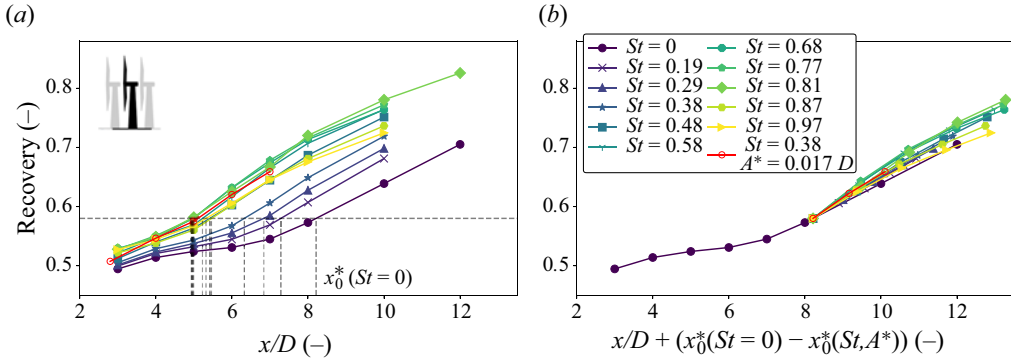 (a)
(b)
Recovery (–)
0.8
0.7
0.6
0.5
2
4
6
8
10
12
x/D (–)
x₀*(St = 0)
0.8
0.7
0.6
0.5
2
4
6
8
10
12
x/D + (x₀*(St = 0) − x₀*(St,A*)) (–)
St = 0
St = 0.19
St = 0.29
St = 0.38
St = 0.48
St = 0.58
St = 0.68
St = 0.77
St = 0.81
St = 0.87
St = 0.97
St = 0.38
A* = 0.017 D